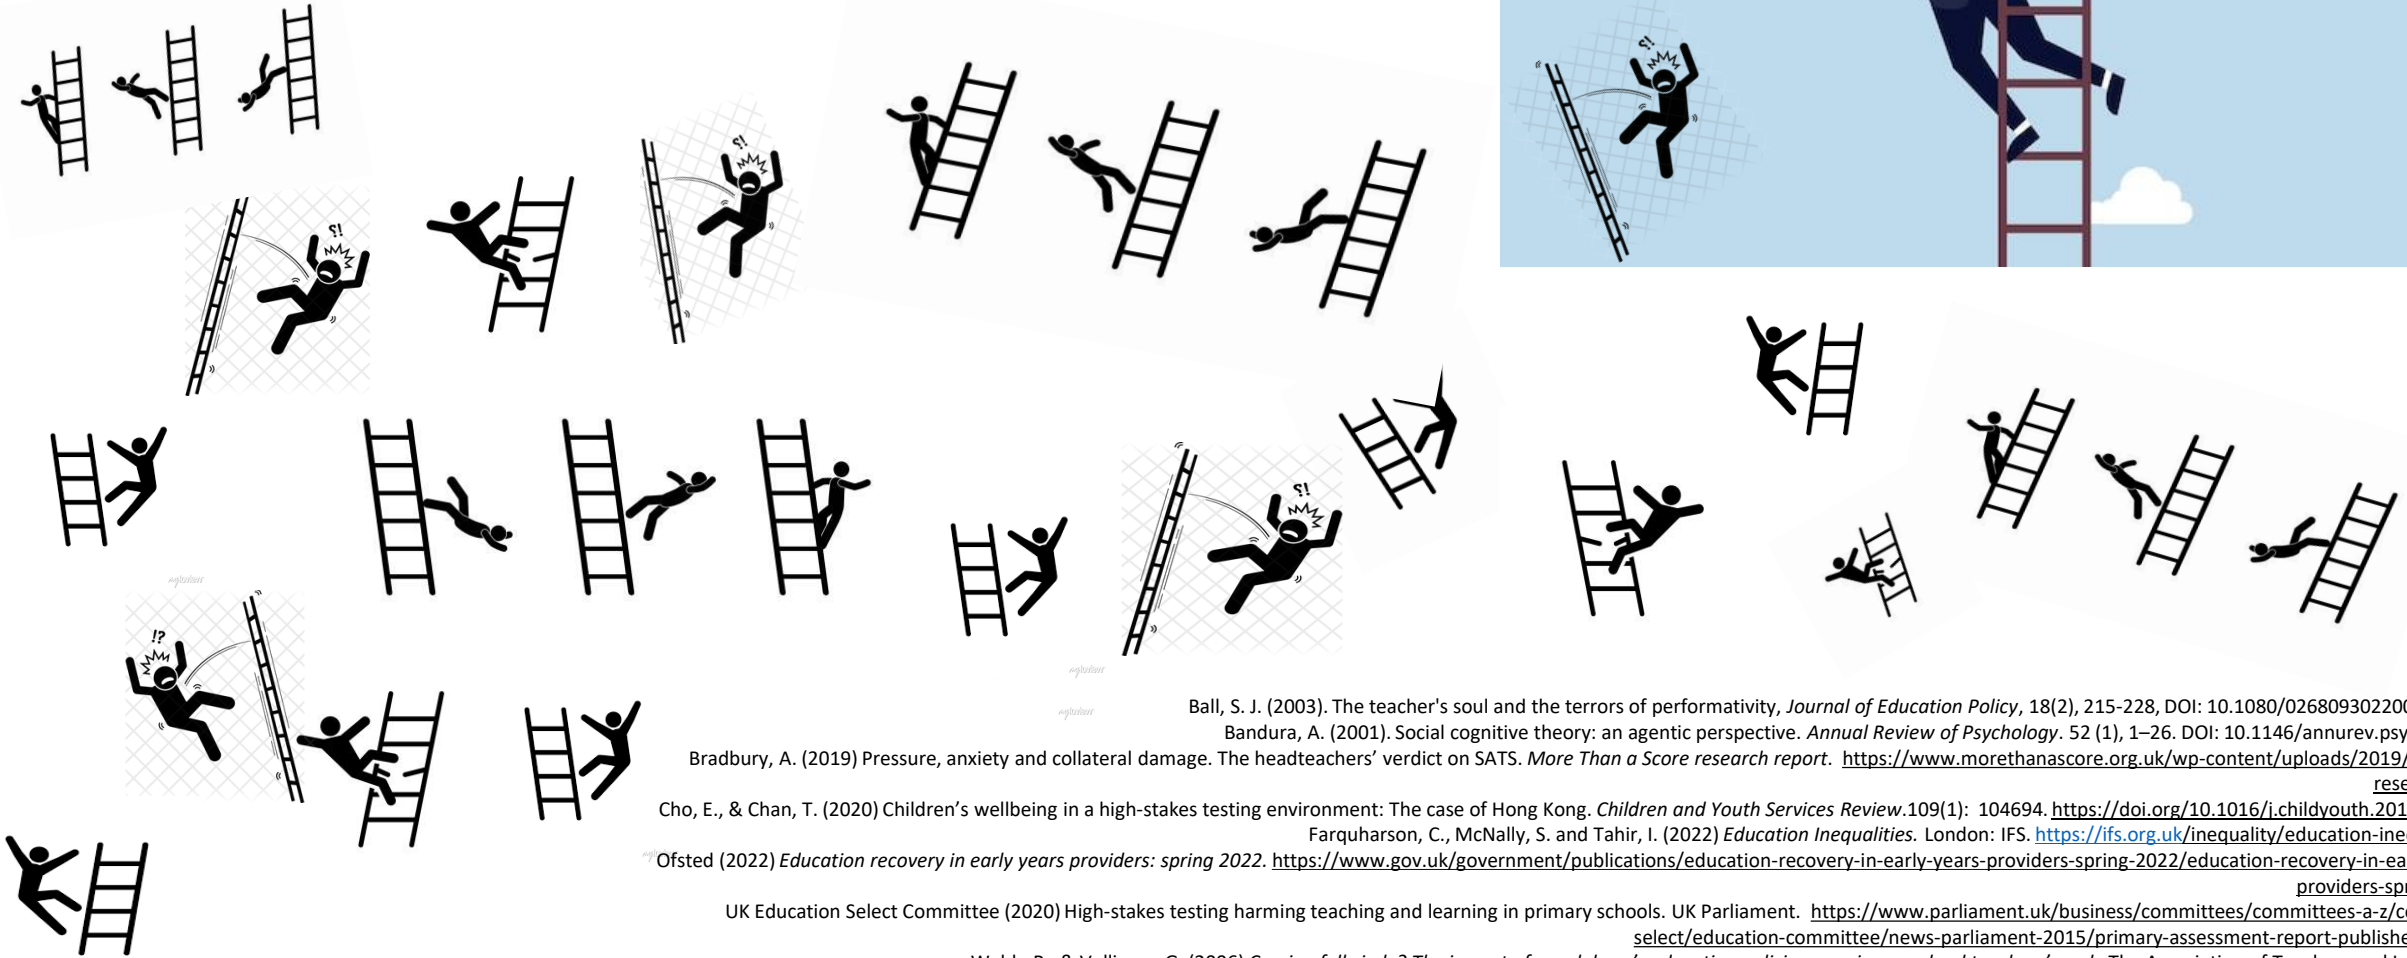 !?
!?
!?
!?
!?
myloview
myloview
myloview
myloview
Ball, S. J. (2003). The teacher's soul and the terrors of performativity, Journal of Education Policy, 18(2), 215-228, DOI: 10.1080/026809302200
Bandura, A. (2001). Social cognitive theory: an agentic perspective. Annual Review of Psychology. 52 (1), 1–26. DOI: 10.1146/annurev.psy
Bradbury, A. (2019) Pressure, anxiety and collateral damage. The headteachers’ verdict on SATS. More Than a Score research report. https://www.morethanascore.org.uk/wp-content/uploads/2019/
rese
Cho, E., & Chan, T. (2020) Children’s wellbeing in a high-stakes testing environment: The case of Hong Kong. Children and Youth Services Review.109(1): 104694. https://doi.org/10.1016/j.childyouth.201
Farquharson, C., McNally, S. and Tahir, I. (2022) Education Inequalities. London: IFS. https://ifs.org.uk/inequality/education-ine
Ofsted (2022) Education recovery in early years providers: spring 2022. https://www.gov.uk/government/publications/education-recovery-in-early-years-providers-spring-2022/education-recovery-in-ea
providers-spr
UK Education Select Committee (2020) High-stakes testing harming teaching and learning in primary schools. UK Parliament. https://www.parliament.uk/business/committees/committees-a-z/co
select/education-committee/news-parliament-2015/primary-assessment-report-publishe